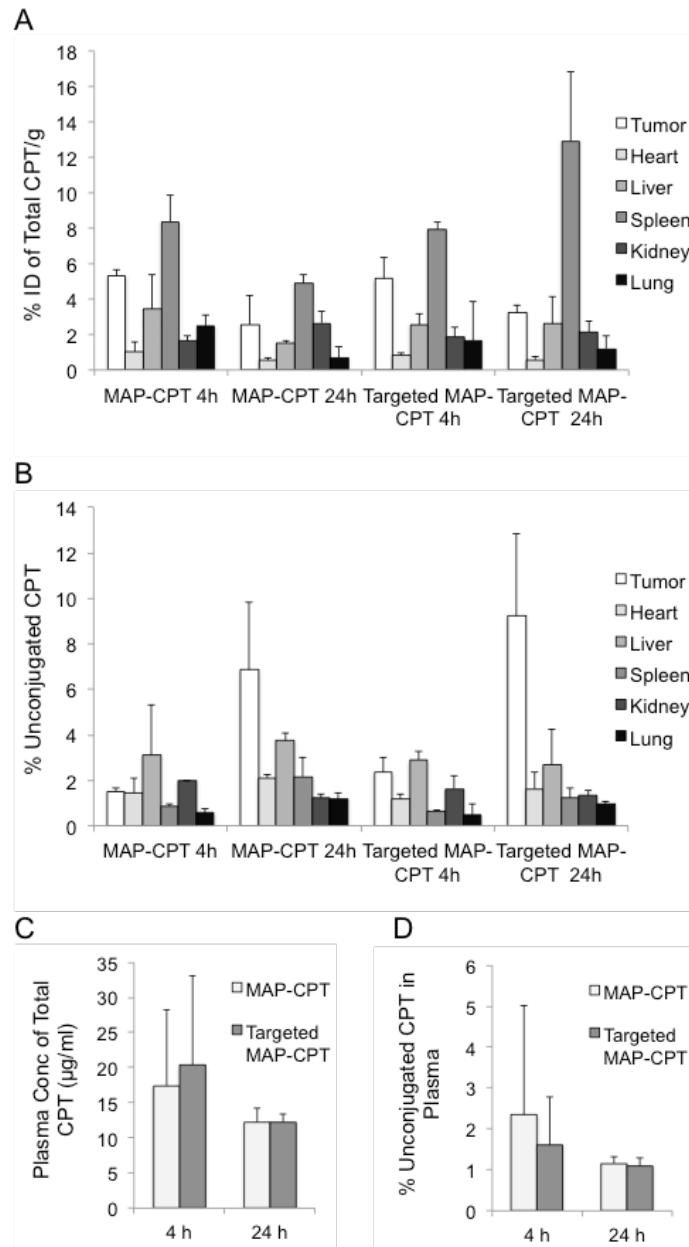 A
% ID of Total CPT/g
18
16
14
12
10
8
6
4
2
0
Tumor
Heart
Liver
Spleen
Kidney
Lung
MAP-CPT 4h
MAP-CPT 24h
Targeted MAP-
CPT 4h
Targeted MAP-
CPT 24h
B
% Unconjugated CPT
14
12
10
8
6
4
2
0
Tumor
Heart
Liver
Spleen
Kidney
Lung
MAP-CPT 4h
MAP-CPT 24h
Targeted MAP-
CPT 4h
Targeted MAP-
CPT 24h
C
Plasma Conc of Total
CPT (µg/ml)
35
30
25
20
15
10
5
0
MAP-CPT
Targeted
MAP-CPT
4 h
24 h
D
% Unconjugated CPT in
Plasma
6
5
4
3
2
1
0
MAP-CPT
Targeted
MAP-CPT
4 h
24 h